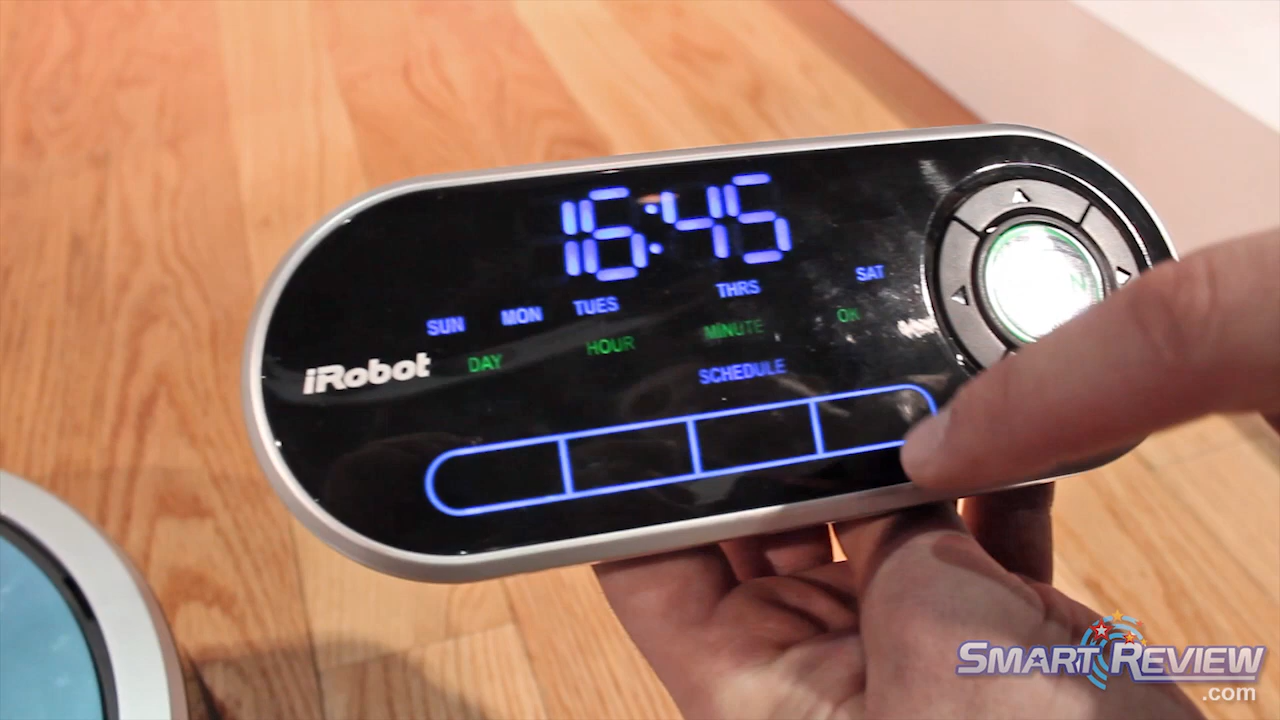 16:45
SUN MON TUES THRS SAT
DAY HOUR MINUTE OK
iRobot
SCHEDULE
SMARTREVIEW
.com